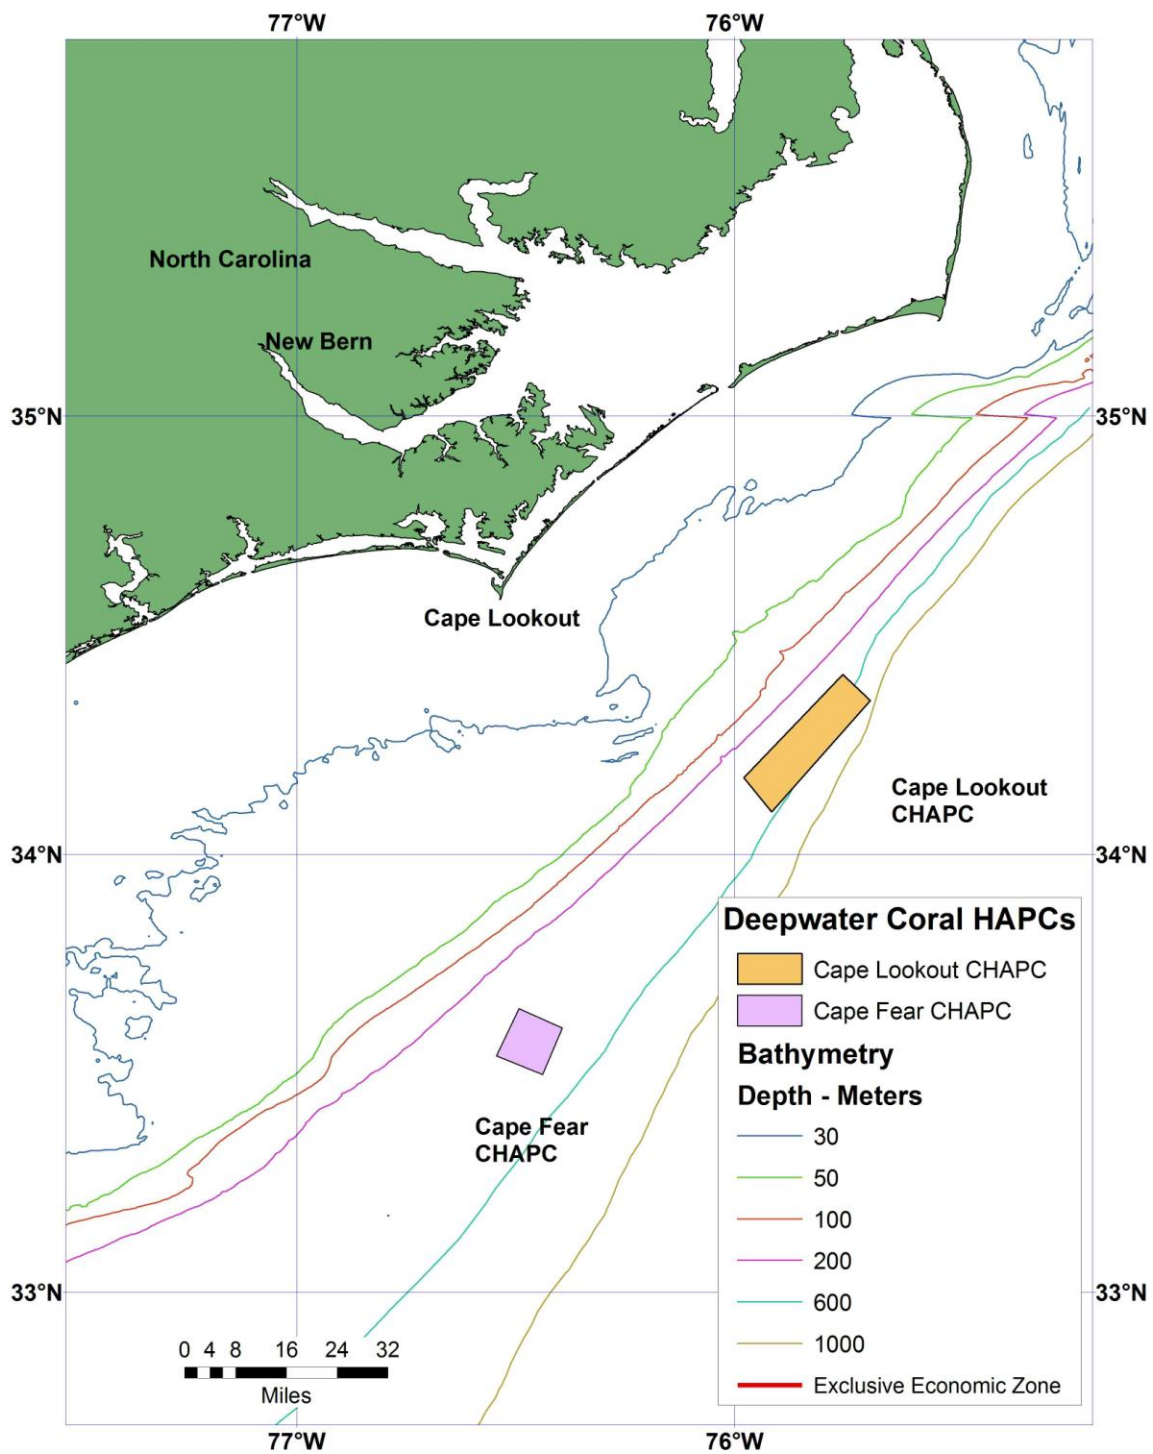 77°W
76°W
North Carolina
New Bern
35°N
35°N
Cape Lookout
Cape Lookout
CHAPC
34°N
34°N
Deepwater Coral HAPCs
Cape Lookout CHAPC
Cape Fear CHAPC
Bathymetry
Depth - Meters
30
50
100
200
600
1000
Exclusive Economic Zone
Cape Fear
CHAPC
33°N
33°N
0 4 8 16 24 32
Miles
77°W
76°W